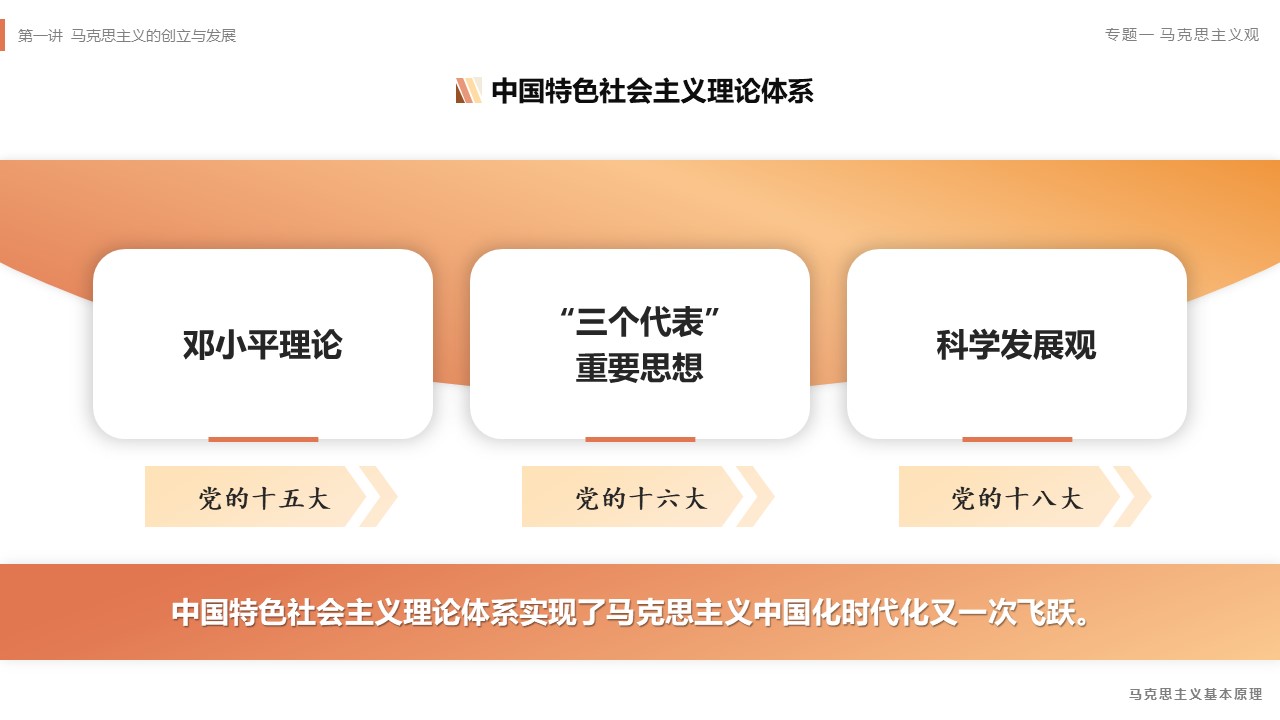 第一讲 马克思主义的创立与发展
专题一 马克思主义观
中国特色社会主义理论体系
邓小平理论
“三个代表”
重要思想
科学发展观
党的十五大
党的十六大
党的十八大
中国特色社会主义理论体系实现了马克思主义中国化时代化又一次飞跃。
马克思主义基本原理